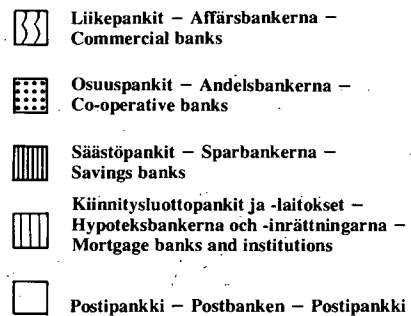 Liikepankit – Affärsbankerna –
Commercial banks
Osuuspankit – Andelsbankerna –
Co-operative banks
Säästöpankit – Sparbankerna –
Savings banks
Kiinnitysluottopankit ja -laitokset –
Hypoteksbankerna och -inrättningarna –
Mortgage banks and institutions
Postipankki – Postbanken – Postipankki